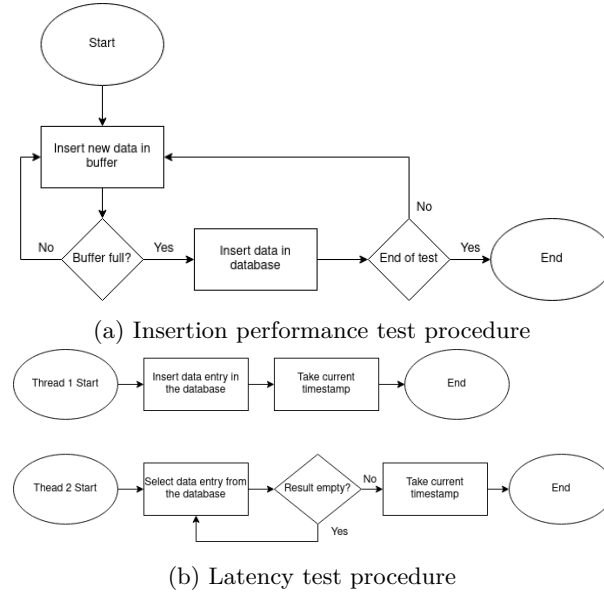 Start
Insert new data in
buffer
No
No
Buffer full?
Yes
Insert data in
database
End of test
Yes
End
(a) Insertion performance test procedure
Thread 1 Start
Insert data entry in
the database
Take current
timestamp
End
Thead 2 Start
Select data entry from
the database
Result empty?
No
Take current
timestamp
End
Yes
(b) Latency test procedure